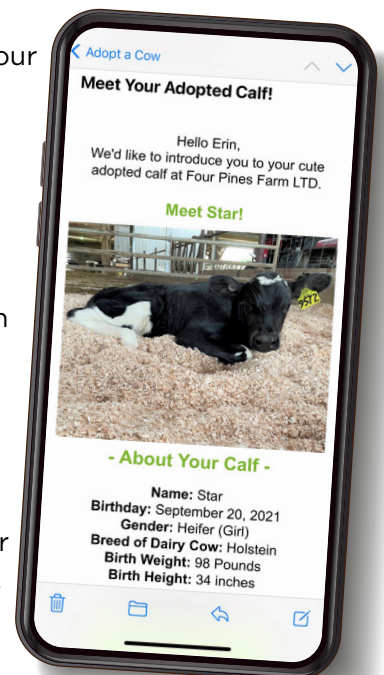 our
Adopt a Cow
Meet Your Adopted Calf!
Hello Erin,
We'd like to introduce you to your cute
adopted calf at Four Pines Farm LTD.
Meet Star!
9572
- About Your Calf -
Name: Star
Birthday: September 20, 2021
Gender: Heifer (Girl)
Breed of Dairy Cow: Holstein
Birth Weight: 98 Pounds
Birth Height: 34 inches